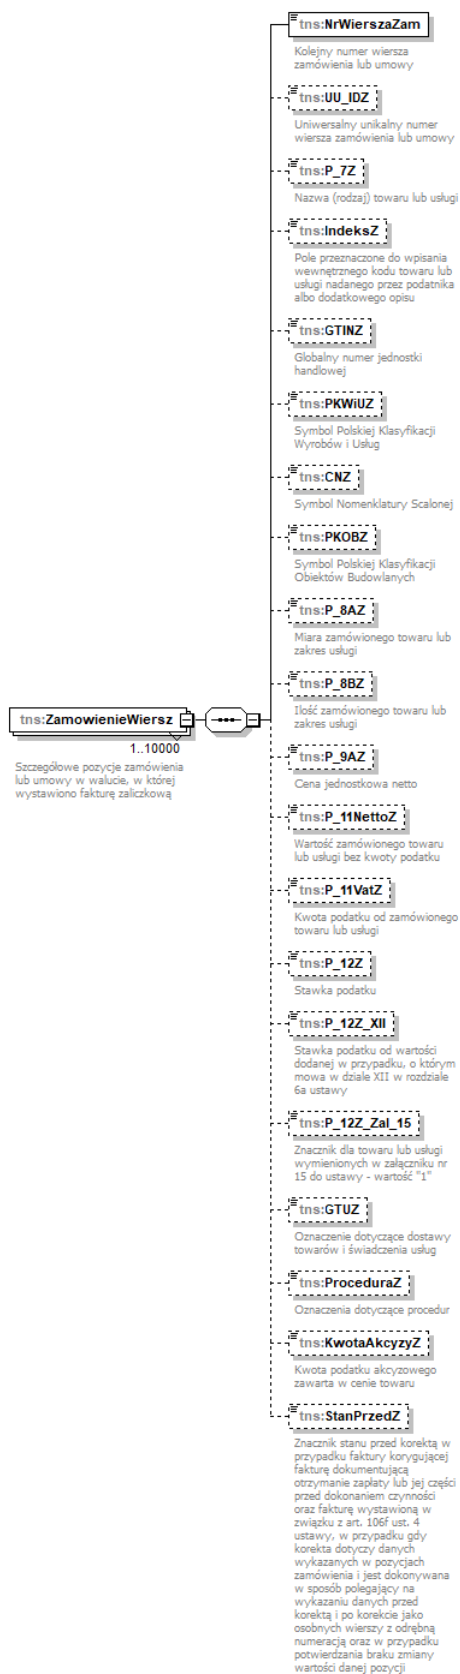 tns:NrWierszaZam
Kolejny numer wiersza
zamówienia lub umowy
tns:UU_IDZ
Uniwersalny unikalny numer
wiersza zamówienia lub umowy
tns:P_7Z
Nazwa (rodzaj) towaru lub usługi
tns:IndeksZ
Pole przeznaczone do wpisania
wewnętrznego kodu towaru lub
usługi nadanego przez podatnika
albo dodatkowego opisu
tns:GTINZ
Globalny numer jednostki
handlowej
tns:PKWiUZ
Symbol Polskiej Klasyfikacji
Wyrobów i Usług
tns:CNZ
Symbol Nomenklatury Scalonej
tns:PKOBZ
Symbol Polskiej Klasyfikacji
Obiektów Budowlanych
tns:P_8AZ
Miara zamówionego towaru lub
zakres usługi
tns:P_8BZ
Ilość zamówionego towaru lub
zakres usługi
tns:ZamowienieWiersz
1..10000
Szczegółowe pozycje zamówienia
lub umowy w walucie, w której
wystawiono fakturę zaliczkową
tns:P_9AZ
Cena jednostkowa netto
tns:P_11NettoZ
Wartość zamówionego towaru
lub usługi bez kwoty podatku
tns:P_11VatZ
Kwota podatku od zamówionego
towaru lub usługi
tns:P_12Z
Stawka podatku
tns:P_12Z_XII
Stawka podatku od wartości
dodanej w przypadku, o którym
mowa w dziale XII w rozdziale
6a ustawy
tns:P_12Z_Zal_15
Znacznik dla towaru lub usługi
wymienionych w załączniku nr
15 do ustawy - wartość "1"
tns:GTUZ
Oznaczenie dotyczące dostawy
towarów i świadczenia usług
tns:ProceduraZ
Oznaczenia dotyczące procedur
tns:KwotaAkcyzyZ
Kwota podatku akcyzowego
zawarta w cenie towaru
tns:StanPrzedZ
Znacznik stanu przed korektą w
przypadku faktury korygującej
fakturę dokumentującą
otrzymanie zapłaty lub jej części
przed dokonaniem czynności
oraz fakturę wystawioną w
związku z art. 106f ust. 4
ustawy, w przypadku gdy
korekta dotyczy danych
wykazanych w pozycjach
zamówienia i jest dokonywana
w sposób polegający na
wykazaniu danych przed
korektą i po korekcie jako
osobnych wierszy z odrębną
numeracją oraz w przypadku
potwierdzania braku zmiany
wartości danej pozycji